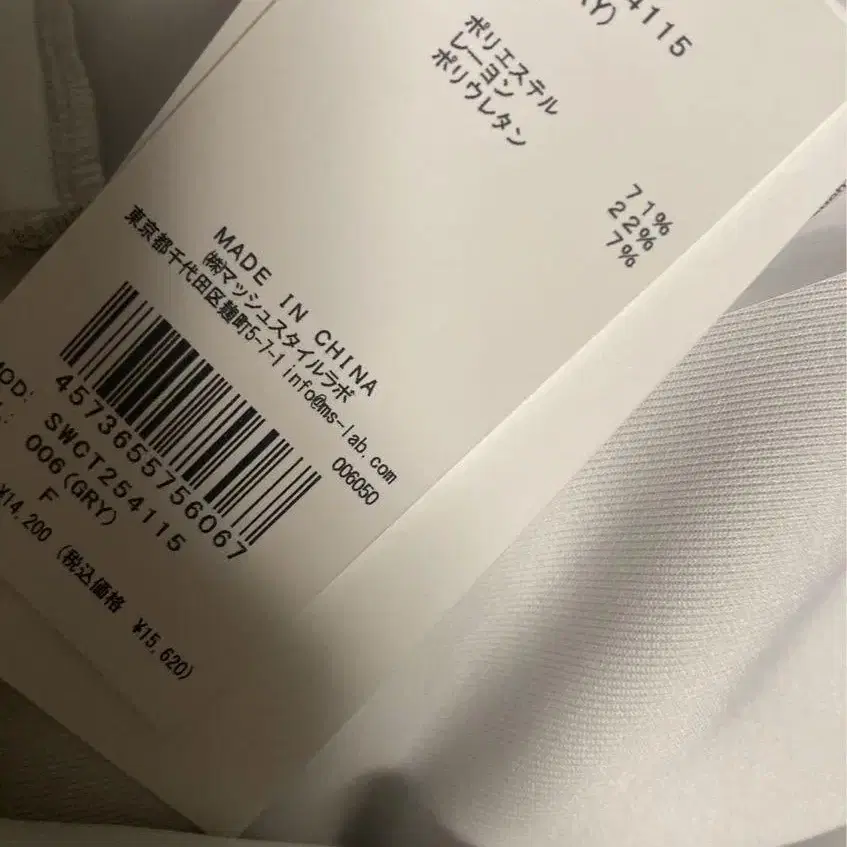 4115
Y)
ポリエステル
レーヨン
ポリウレタン
71%
22%
7%
MADE IN CHINA
㈱マッシュスタイルラボ
東京都千代田区麹町5-7-1 info@ms-lab.com
006050
4573655756067
MOD: SWCT254115
006(GRY)
F
¥14,200 (税込価格 ¥15,620)